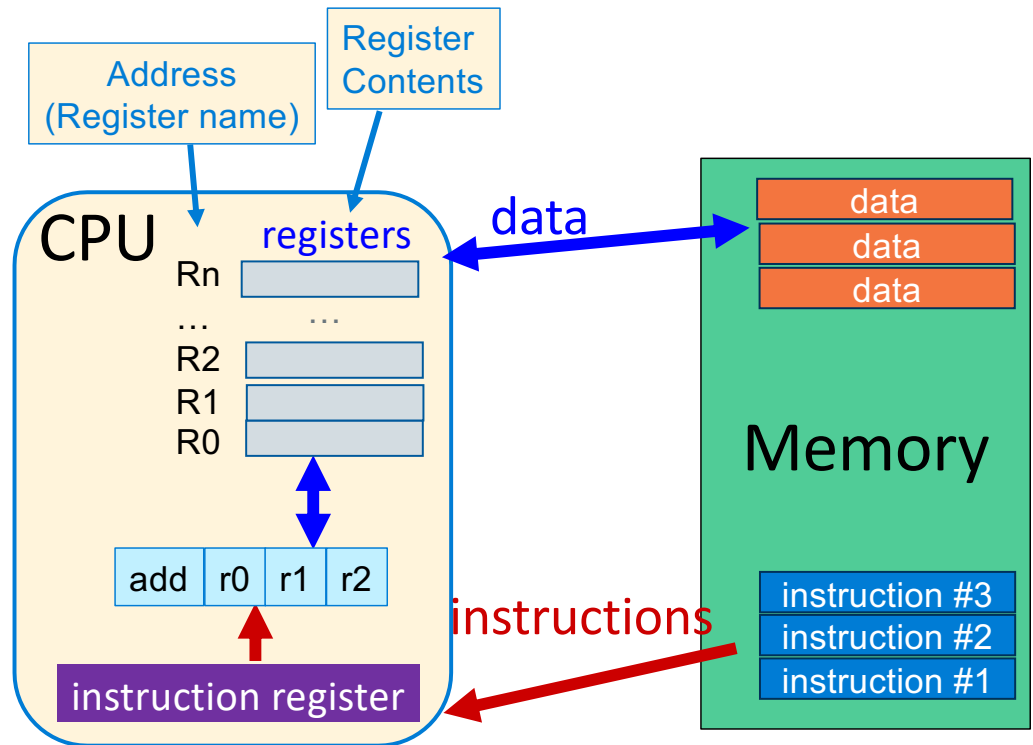 Address
(Register name)
Register
Contents
CPU
registers
Rn
... ...
R2
R1
R0
add r0 r1 r2
instruction register
data
instructions
data
data
data
Memory
instruction #3
instruction #2
instruction #1